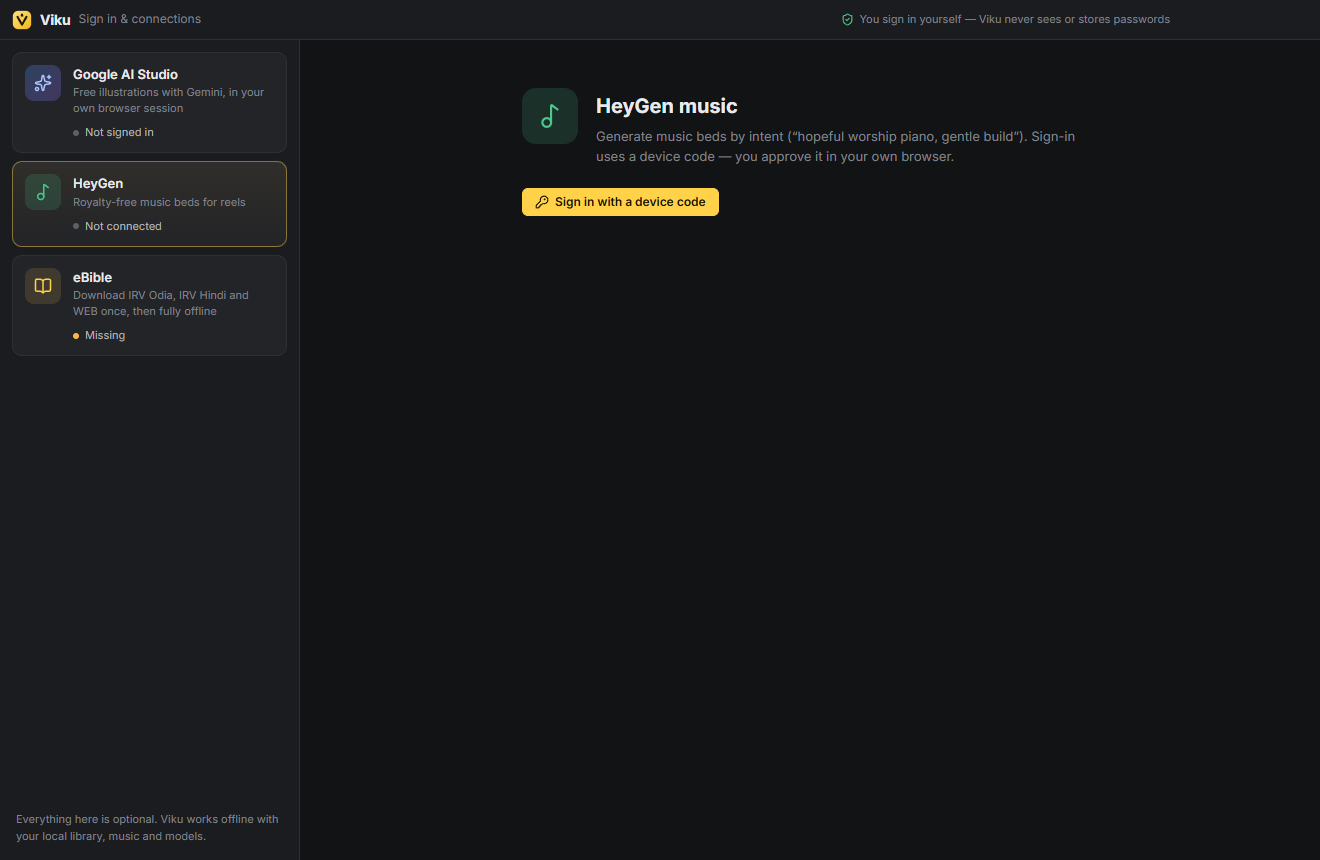 Viku Sign in & connections
You sign in yourself — Viku never sees or stores passwords
Google AI Studio
Free illustrations with Gemini, in your
own browser session
Not signed in
HeyGen
Royalty-free music beds for reels
Not connected
eBible
Download IRV Odia, IRV Hindi and
WEB once, then fully offline
Missing
Everything here is optional. Viku works offline with
your local library, music and models.
HeyGen music
Generate music beds by intent (“hopeful worship piano, gentle build”). Sign-in
uses a device code — you approve it in your own browser.
Sign in with a device code